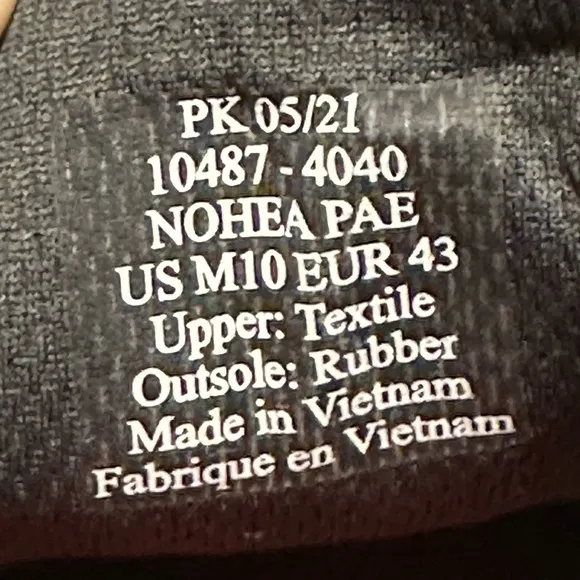 PK 05/21
10487 - 4040
NOHEA PAE
US M10 EUR 43
Upper: Textile
Outsole: Rubber
Made in Vietnam
Fabrique en Vietnam